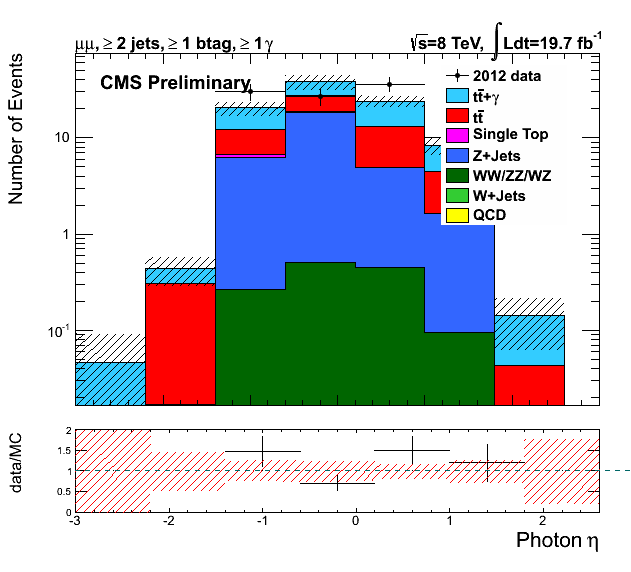 μμ, ≥ 2 jets, ≥ 1 btag, ≥ 1 γ
√s=8 TeV, ∫ Ldt=19.7 fb⁻¹
CMS Preliminary
2012 data
tt̄+γ
tt̄
Single Top
Z+Jets
WW/ZZ/WZ
W+Jets
QCD
Number of Events
10
1
10⁻¹
data/MC
2
1.5
1
0.5
0
-3 -2 -1 0 1 2
Photon η